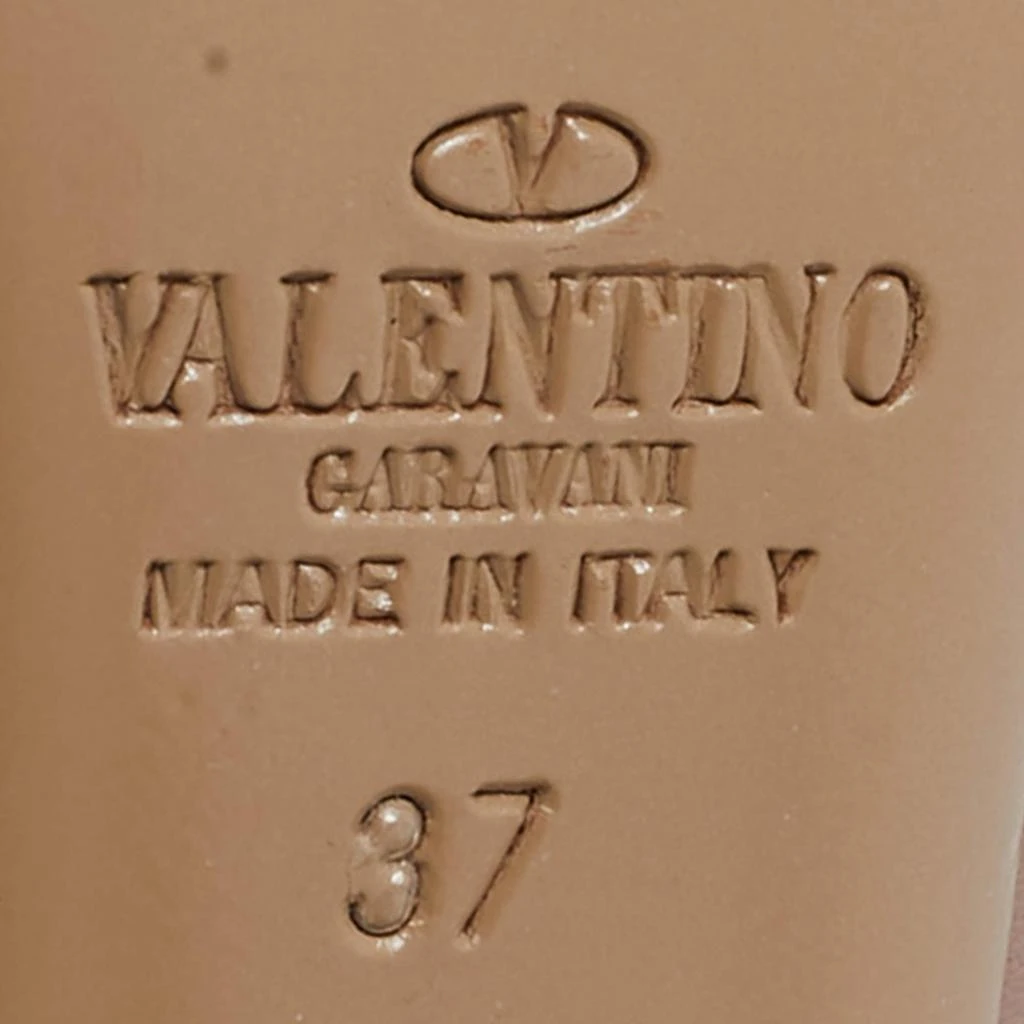 V
VALENTINO
GARAVANI
MADE IN ITALY
37